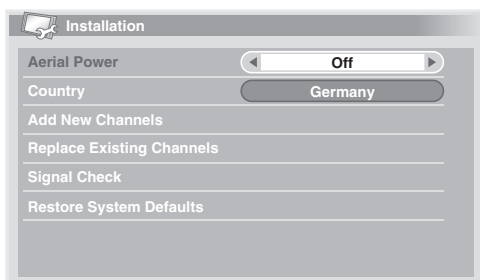 Installation
Aerial Power Off
Country Germany
Add New Channels
Replace Existing Channels
Signal Check
Restore System Defaults